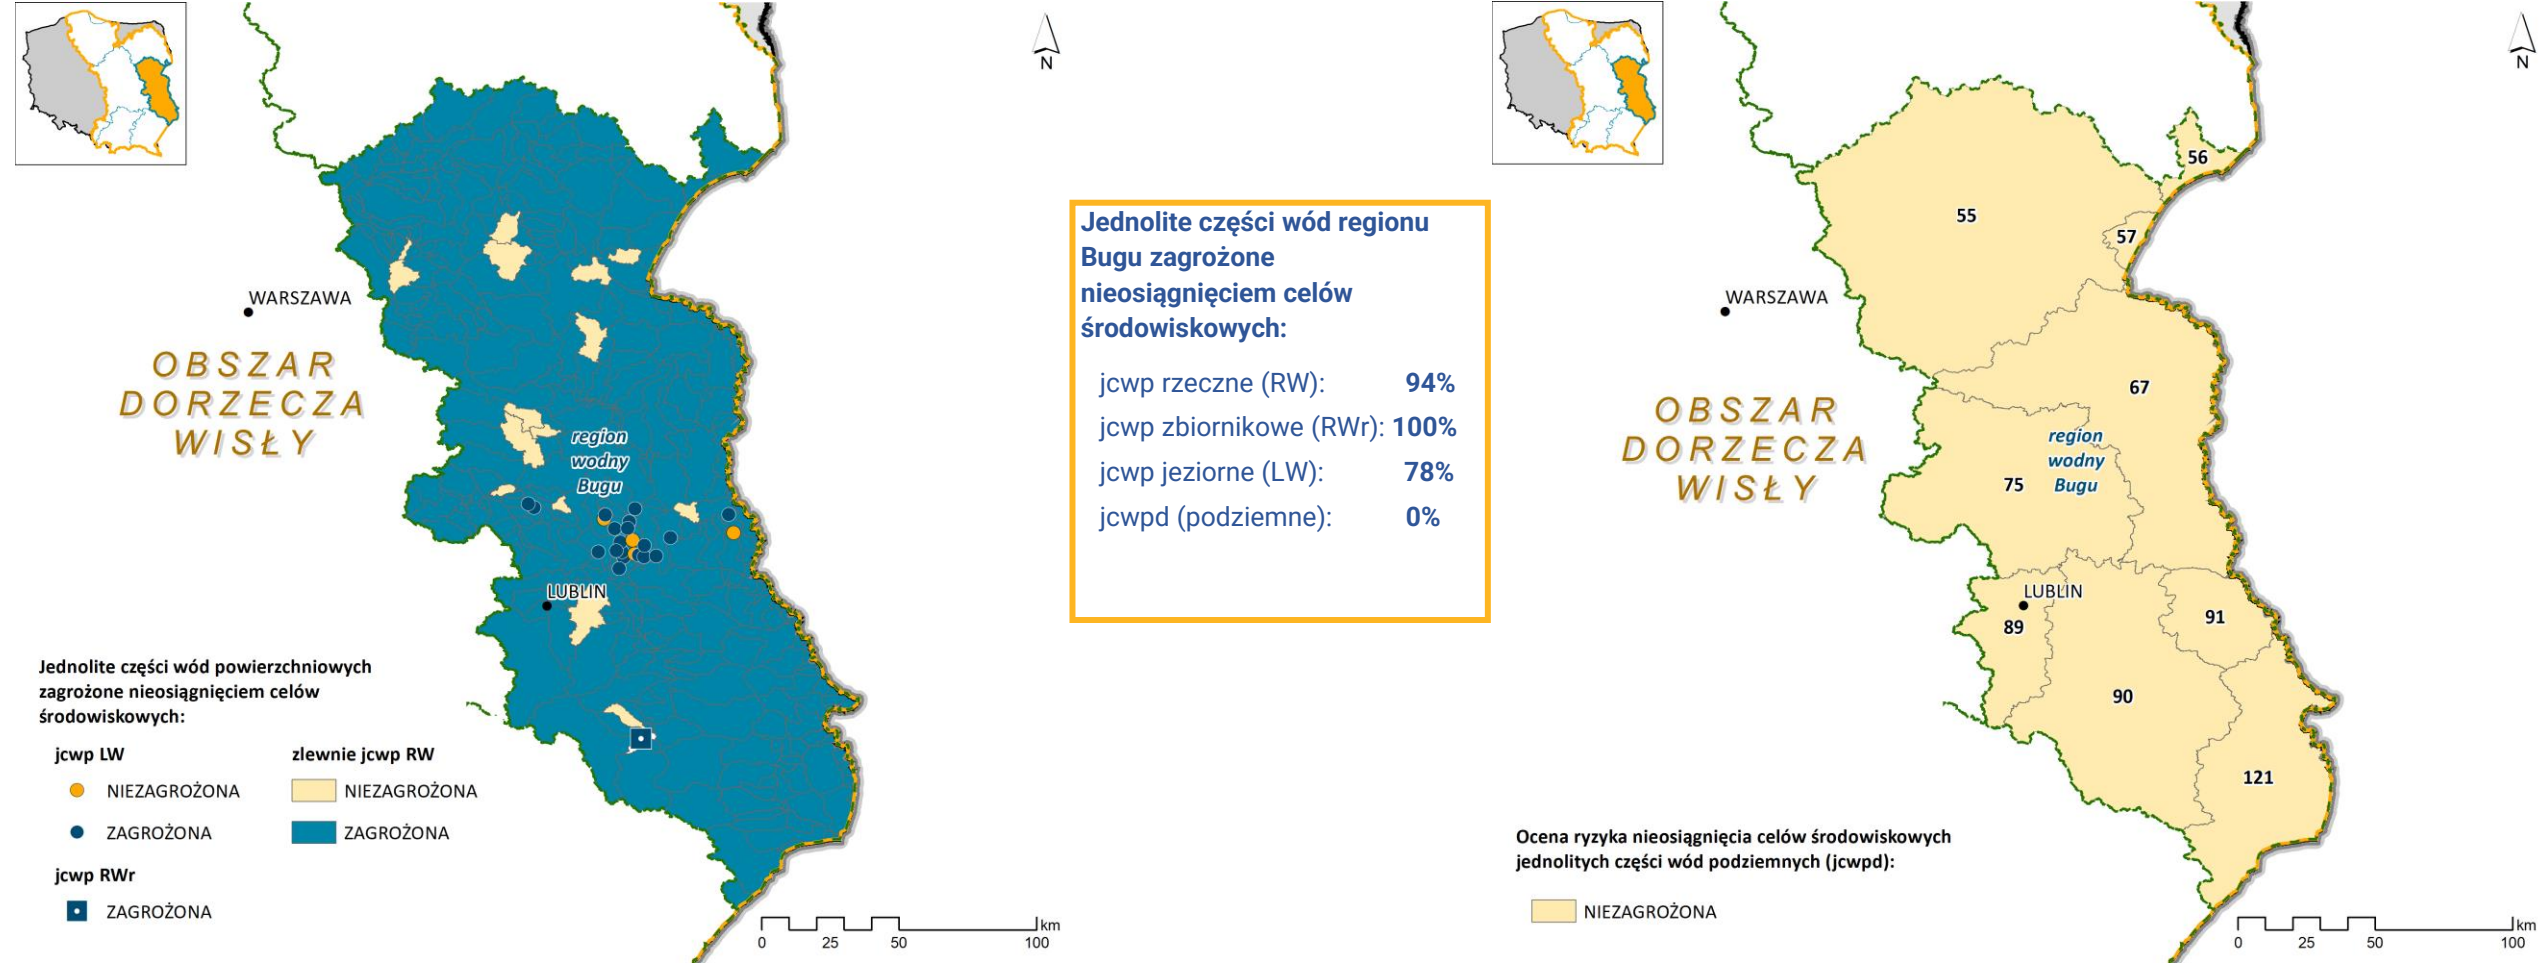 N
WARSZAWA
OBSZAR
DORZECZA
WISŁY
region
wodny
Bugu
LUBLIN
Jednolite części wód powierzchniowych
zagrożone nieosiągnięciem celów
środowiskowych:
jcwp LW
zlewnie jcwp RW
NIEZAGROŻONA
NIEZAGROŻONA
ZAGROŻONA
ZAGROŻONA
jcwp RWr
ZAGROŻONA
km
0 25 50 100
Jednolite części wód regionu
Bugu zagrożone
nieosiągnięciem celów
środowiskowych:
jcwp rzeczne (RW): 94%
jcwp zbiornikowe (RWr): 100%
jcwp jeziorne (LW): 78%
jcwpd (podziemne): 0%
N
56
55
57
WARSZAWA
67
OBSZAR
DORZECZA
WISŁY
region
wodny
Bugu
75
LUBLIN
89
91
90
121
Ocena ryzyka nieosiągnięcia celów środowiskowych
jednolitych części wód podziemnych (jcwpd):
NIEZAGROŻONA
km
0 25 50 100